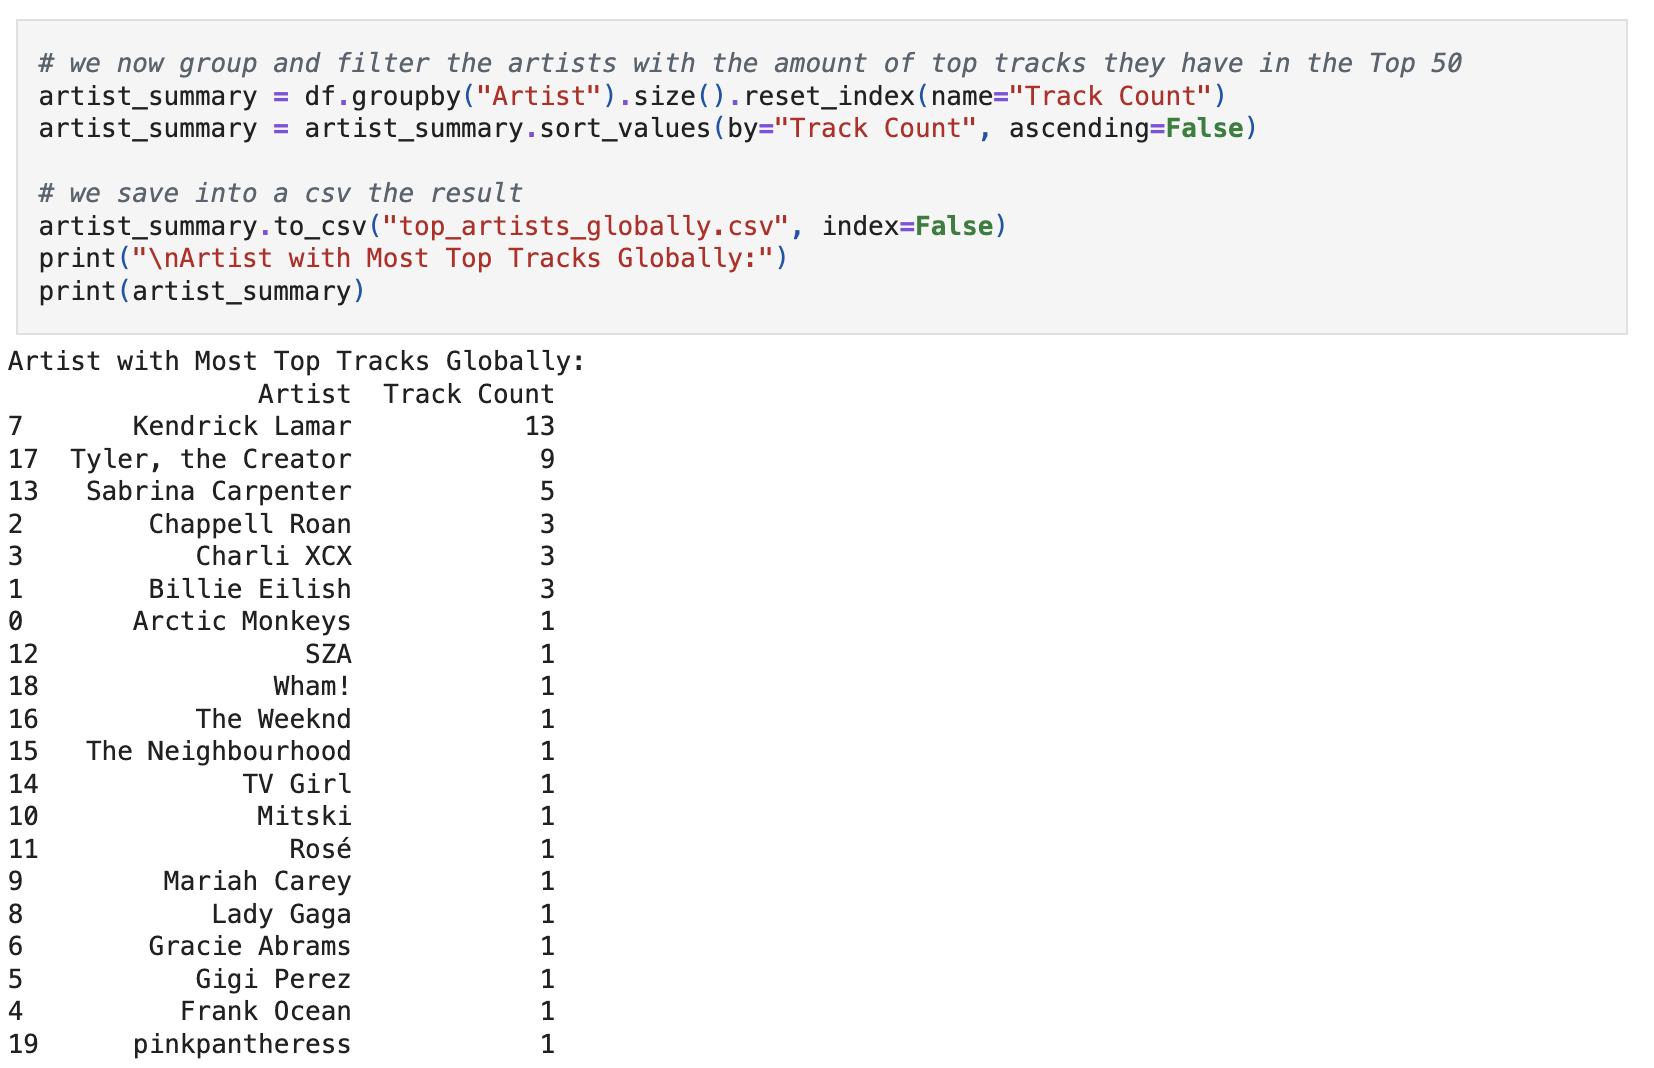 # we now group and filter the artists with the amount of top tracks they have in the Top 50
artist_summary = df.groupby("Artist").size().reset_index(name="Track Count")
artist_summary = artist_summary.sort_values(by="Track Count", ascending=False)
# we save into a csv the result
artist_summary.to_csv("top_artists_globally.csv", index=False)
print("\nArtist with Most Top Tracks Globally:")
print(artist_summary)
Artist with Most Top Tracks Globally:
Artist Track Count
7 Kendrick Lamar 13
17 Tyler, the Creator 9
13 Sabrina Carpenter 5
2 Chappell Roan 3
3 Charli XCX 3
1 Billie Eilish 3
0 Arctic Monkeys 1
12 SZA 1
18 Wham! 1
16 The Weeknd 1
15 The Neighbourhood 1
14 TV Girl 1
10 Mitski 1
11 Rosé 1
9 Mariah Carey 1
8 Lady Gaga 1
6 Gracie Abrams 1
5 Gigi Perez 1
4 Frank Ocean 1
19 pinkpantheress 1